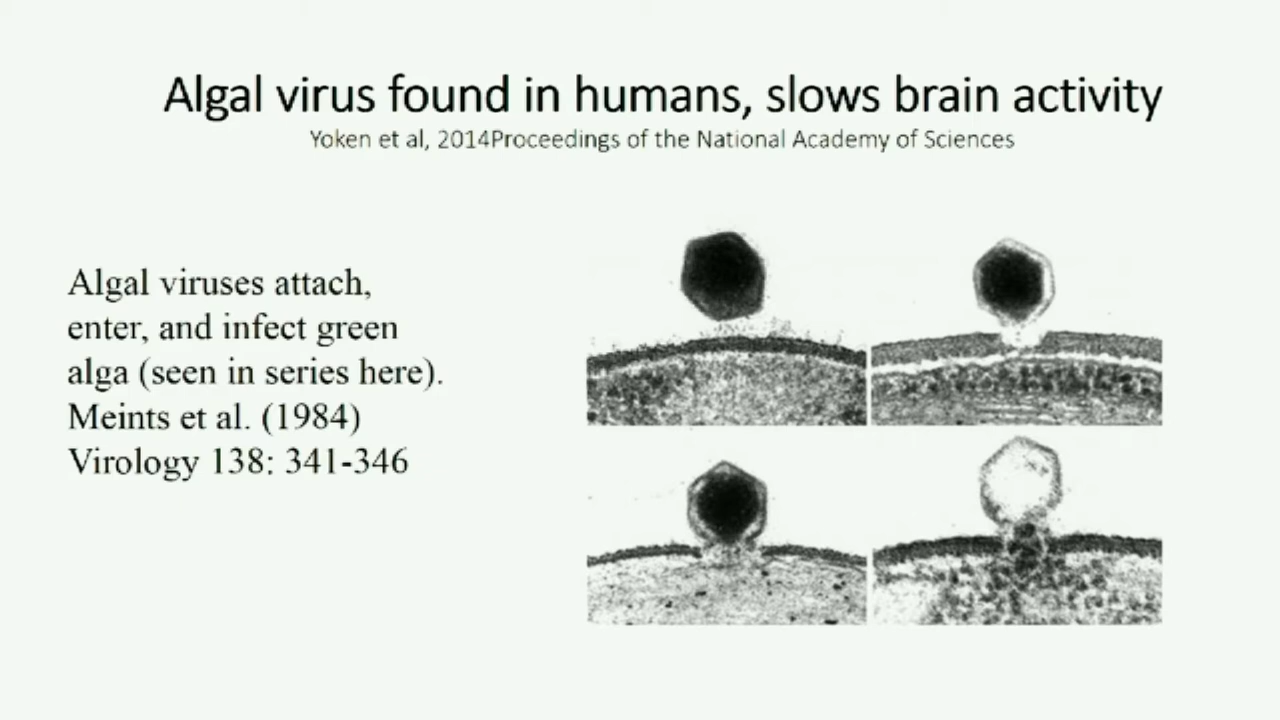 Algal virus found in humans, slows brain activity
Yoken et al, 2014Proceedings of the National Academy of Sciences
Algal viruses attach,
enter, and infect green
alga (seen in series here).
Meints et al. (1984)
Virology 138: 341-346